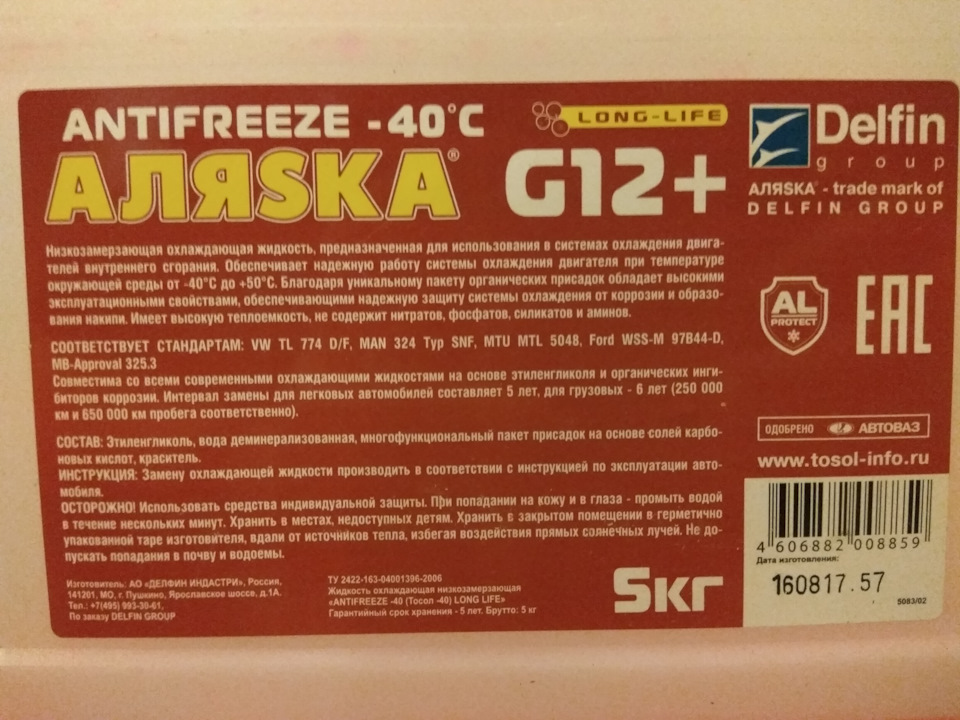 ANTIFREEZE -40°C
LONG-LIFE
АЛЯSКА®
G12+
Delfin
group
АЛЯSКА® - trade mark of
DELFIN GROUP
Низкозамерзающая охлаждающая жидкость, предназначенная для использования в системах охлаждения двига-
телей внутреннего сгорания. Обеспечивает надежную работу системы охлаждения двигателя при температуре
окружающей среды от -40°С до +50°С. Благодаря уникальному пакету органических присадок обладает высокими
эксплуатационными свойствами, обеспечивающими надежную защиту системы охлаждения от коррозии и образо-
вания накипи. Имеет высокую теплоемкость, не содержит нитратов, фосфатов, силикатов и аминов.
СООТВЕТСТВУЕТ СТАНДАРТАМ: VW TL 774 D/F, MAN 324 Typ SNF, MTU MTL 5048, Ford WSS-M 97B44-D,
MB-Approval 325.3
Совместима со всеми современными охлаждающими жидкостями на основе этиленгликоля и органических инги-
биторов коррозии. Интервал замены для легковых автомобилей составляет 5 лет, для грузовых - 6 лет (250 000
км и 650 000 км пробега соответственно).
СОСТАВ: Этиленгликоль, вода деминерализованная, многофункциональный пакет присадок на основе солей карбо-
новых кислот, краситель.
ИНСТРУКЦИЯ: Замену охлаждающей жидкости производить в соответствии с инструкцией по эксплуатации авто-
мобиля.
ОСТОРОЖНО! Использовать средства индивидуальной защиты. При попадании на кожу и в глаза - промыть водой
в течение нескольких минут. Хранить в местах, недоступных детям. Хранить в закрытом помещении в герметично
упакованной таре изготовителя, вдали от источников тепла, избегая воздействия прямых солнечных лучей. Не до-
пускать попадания в почву и водоемы.
AL
PROTECT
EAC
ОДОБРЕНО АВТОВАЗ
www.tosol-info.ru
4 606882 008859
Дата изготовления:
160817.57
5083/02
Изготовитель: АО «ДЕЛФИН ИНДАСТРИ», Россия,
141201, МО, г. Пушкино, Ярославское шоссе, д.1А.
Тел.: +7(495) 993-30-61,
По заказу DELFIN GROUP
ТУ 2422-163-04001396-2006
Жидкость охлаждающая низкозамерзающая
«ANTIFREEZE -40 (Тосол -40) LONG LIFE»
Гарантийный срок хранения - 5 лет. Брутто: 5 кг
5кг